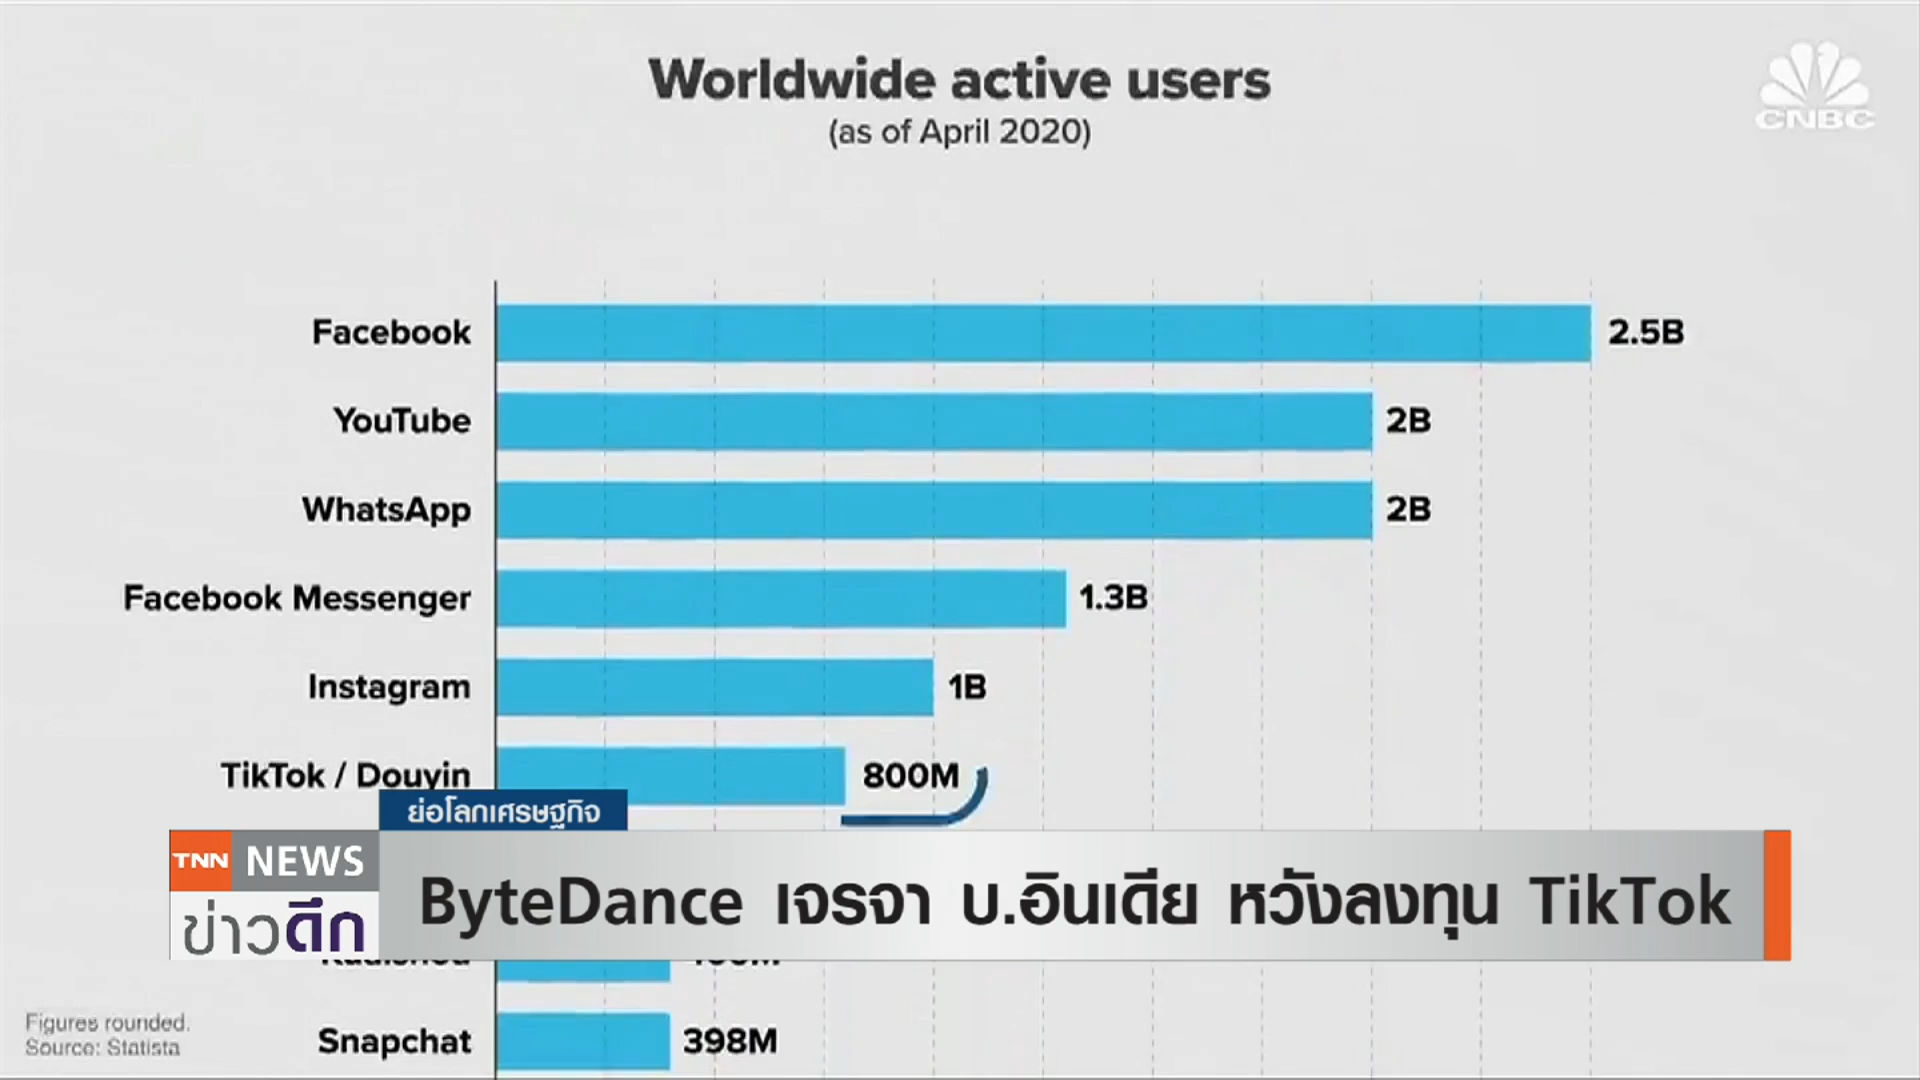 Worldwide active users
(as of April 2020)
CNBC
Facebook 2.5B
YouTube 2B
WhatsApp 2B
Facebook Messenger 1.3B
Instagram 1B
TikTok / Douyin 800M
ย่อโลกเศรษฐกิจ
TNN NEWS
ข่าวดึก
ByteDance เจรจา บ.อินเดีย หวังลงทุน TikTok
Snapchat 398M
Figures rounded.
Source: Statista